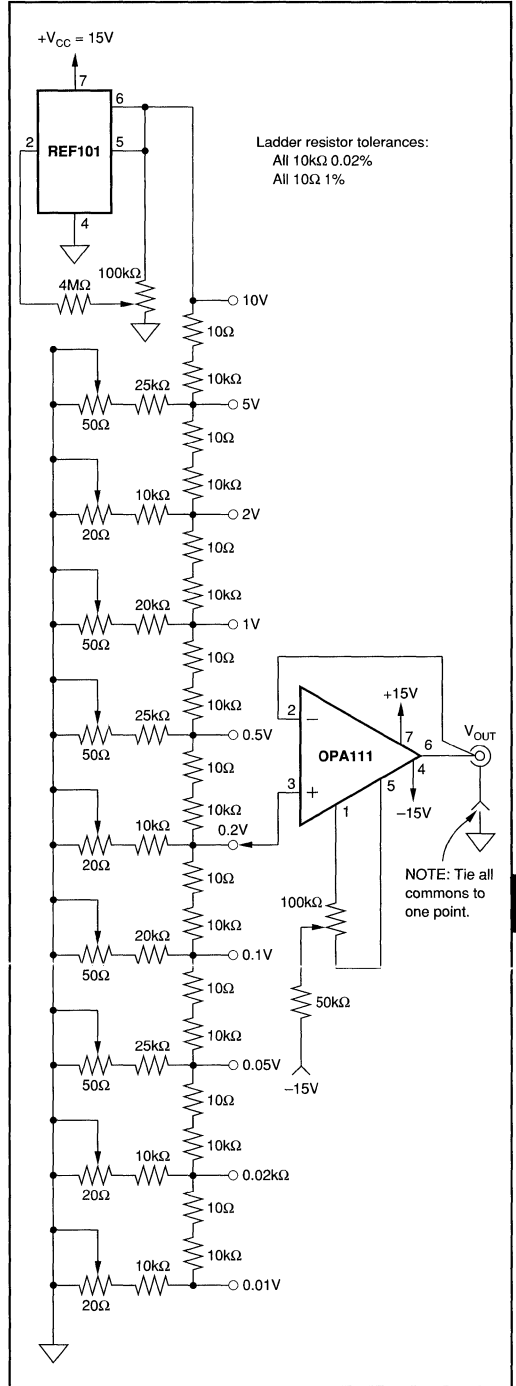 +VCC = 15V
7
6
2
REF101
5
4
Ladder resistor tolerances:
All 10kΩ 0.02%
All 10Ω 1%
100kΩ
4MΩ
10V
10Ω
10kΩ
25kΩ
5V
50Ω
10Ω
10kΩ
10kΩ
2V
20Ω
10Ω
10kΩ
20kΩ
1V
50Ω
10Ω
10kΩ
25kΩ
0.5V
50Ω
10Ω
10kΩ
10kΩ
0.2V
20Ω
10Ω
10kΩ
20kΩ
0.1V
50Ω
10Ω
10kΩ
25kΩ
0.05V
50Ω
10Ω
10kΩ
10kΩ
0.02kΩ
20Ω
10Ω
10kΩ
10kΩ
0.01V
20Ω
2
–
+15V
7
OPA111
6
VOUT
4
3
+
5
–15V
1
NOTE: Tie all
commons to
one point.
100kΩ
50kΩ
–15V